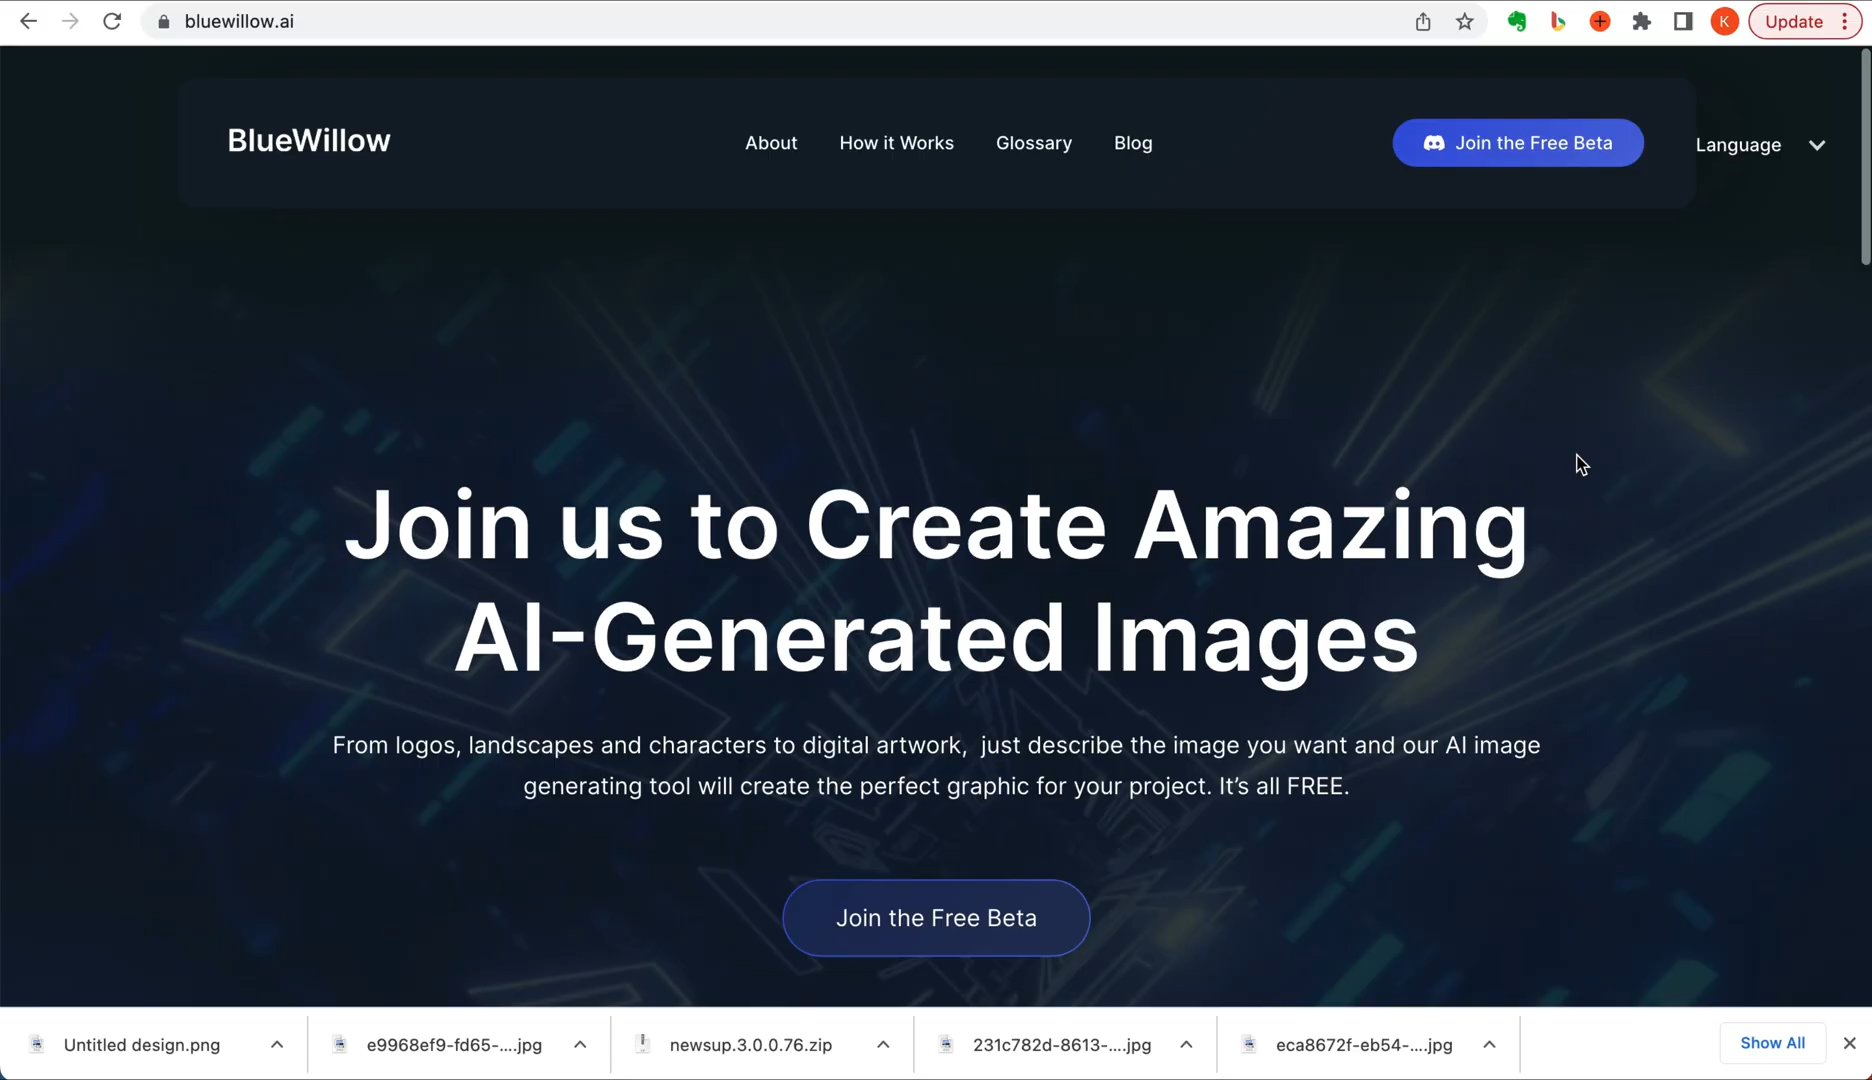 bluewillow.ai
K
Update
BlueWillow
About
How it Works
Glossary
Blog
Join the Free Beta
Language
Join us to Create Amazing
AI-Generated Images
From logos, landscapes and characters to digital artwork, just describe the image you want and our AI image
generating tool will create the perfect graphic for your project. It’s all FREE.
Join the Free Beta
Untitled design.png
e9968ef9-fd65-....jpg
newsup.3.0.0.76.zip
231c782d-8613-....jpg
eca8672f-eb54-....jpg
Show All